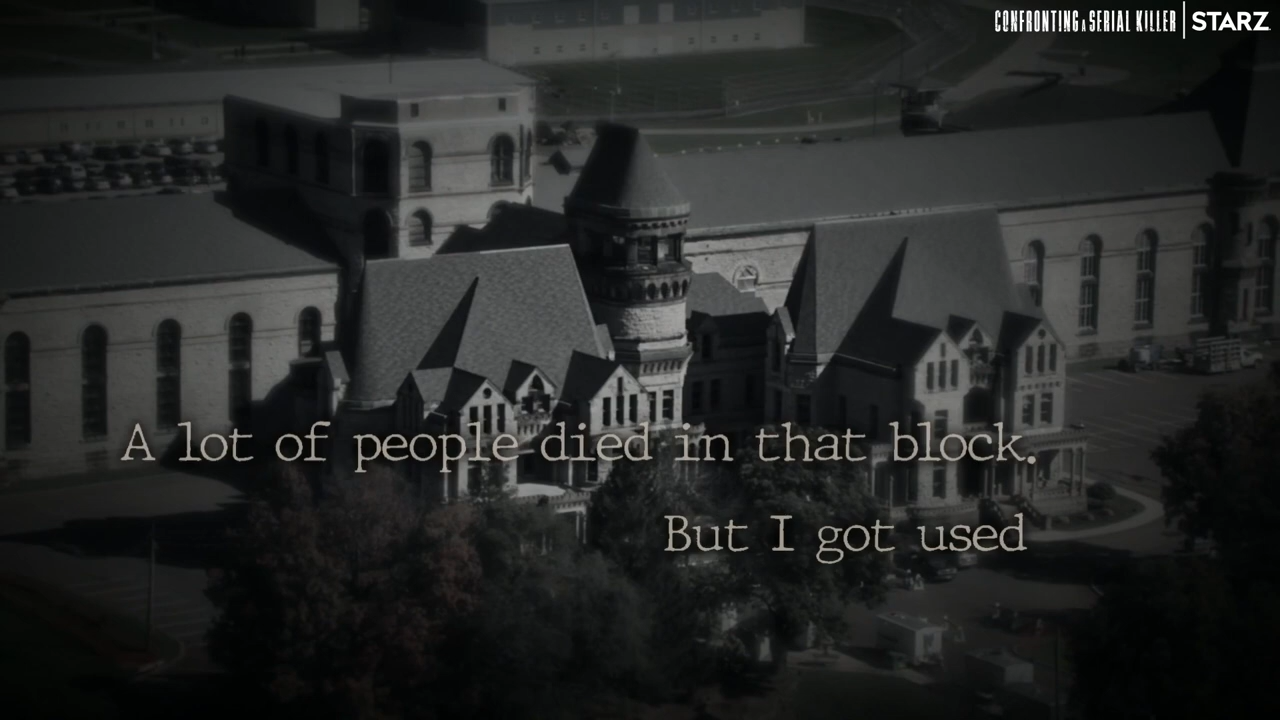 CONFRONTING A SERIAL KILLER STARZ
A lot of people died in that block.
But I got used